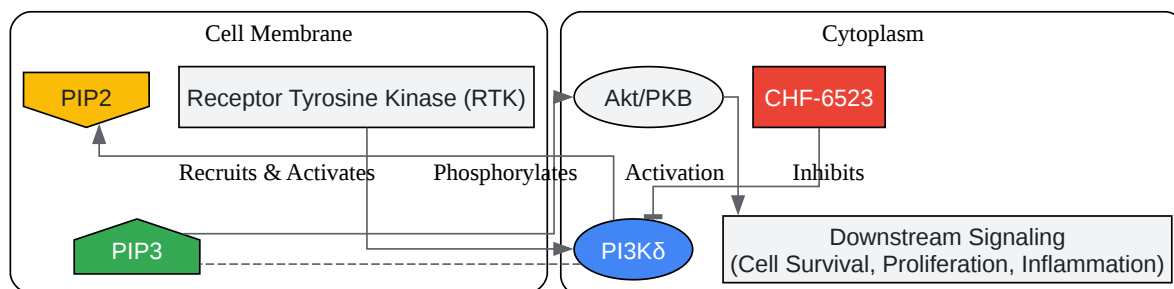 Cell Membrane
Cytoplasm
PIP2
Receptor Tyrosine Kinase (RTK)
Akt/PKB
CHF-6523
Recruits & Activates
Phosphorylates
Activation
Inhibits
PIP3
PI3Kδ
Downstream Signaling
(Cell Survival, Proliferation, Inflammation)